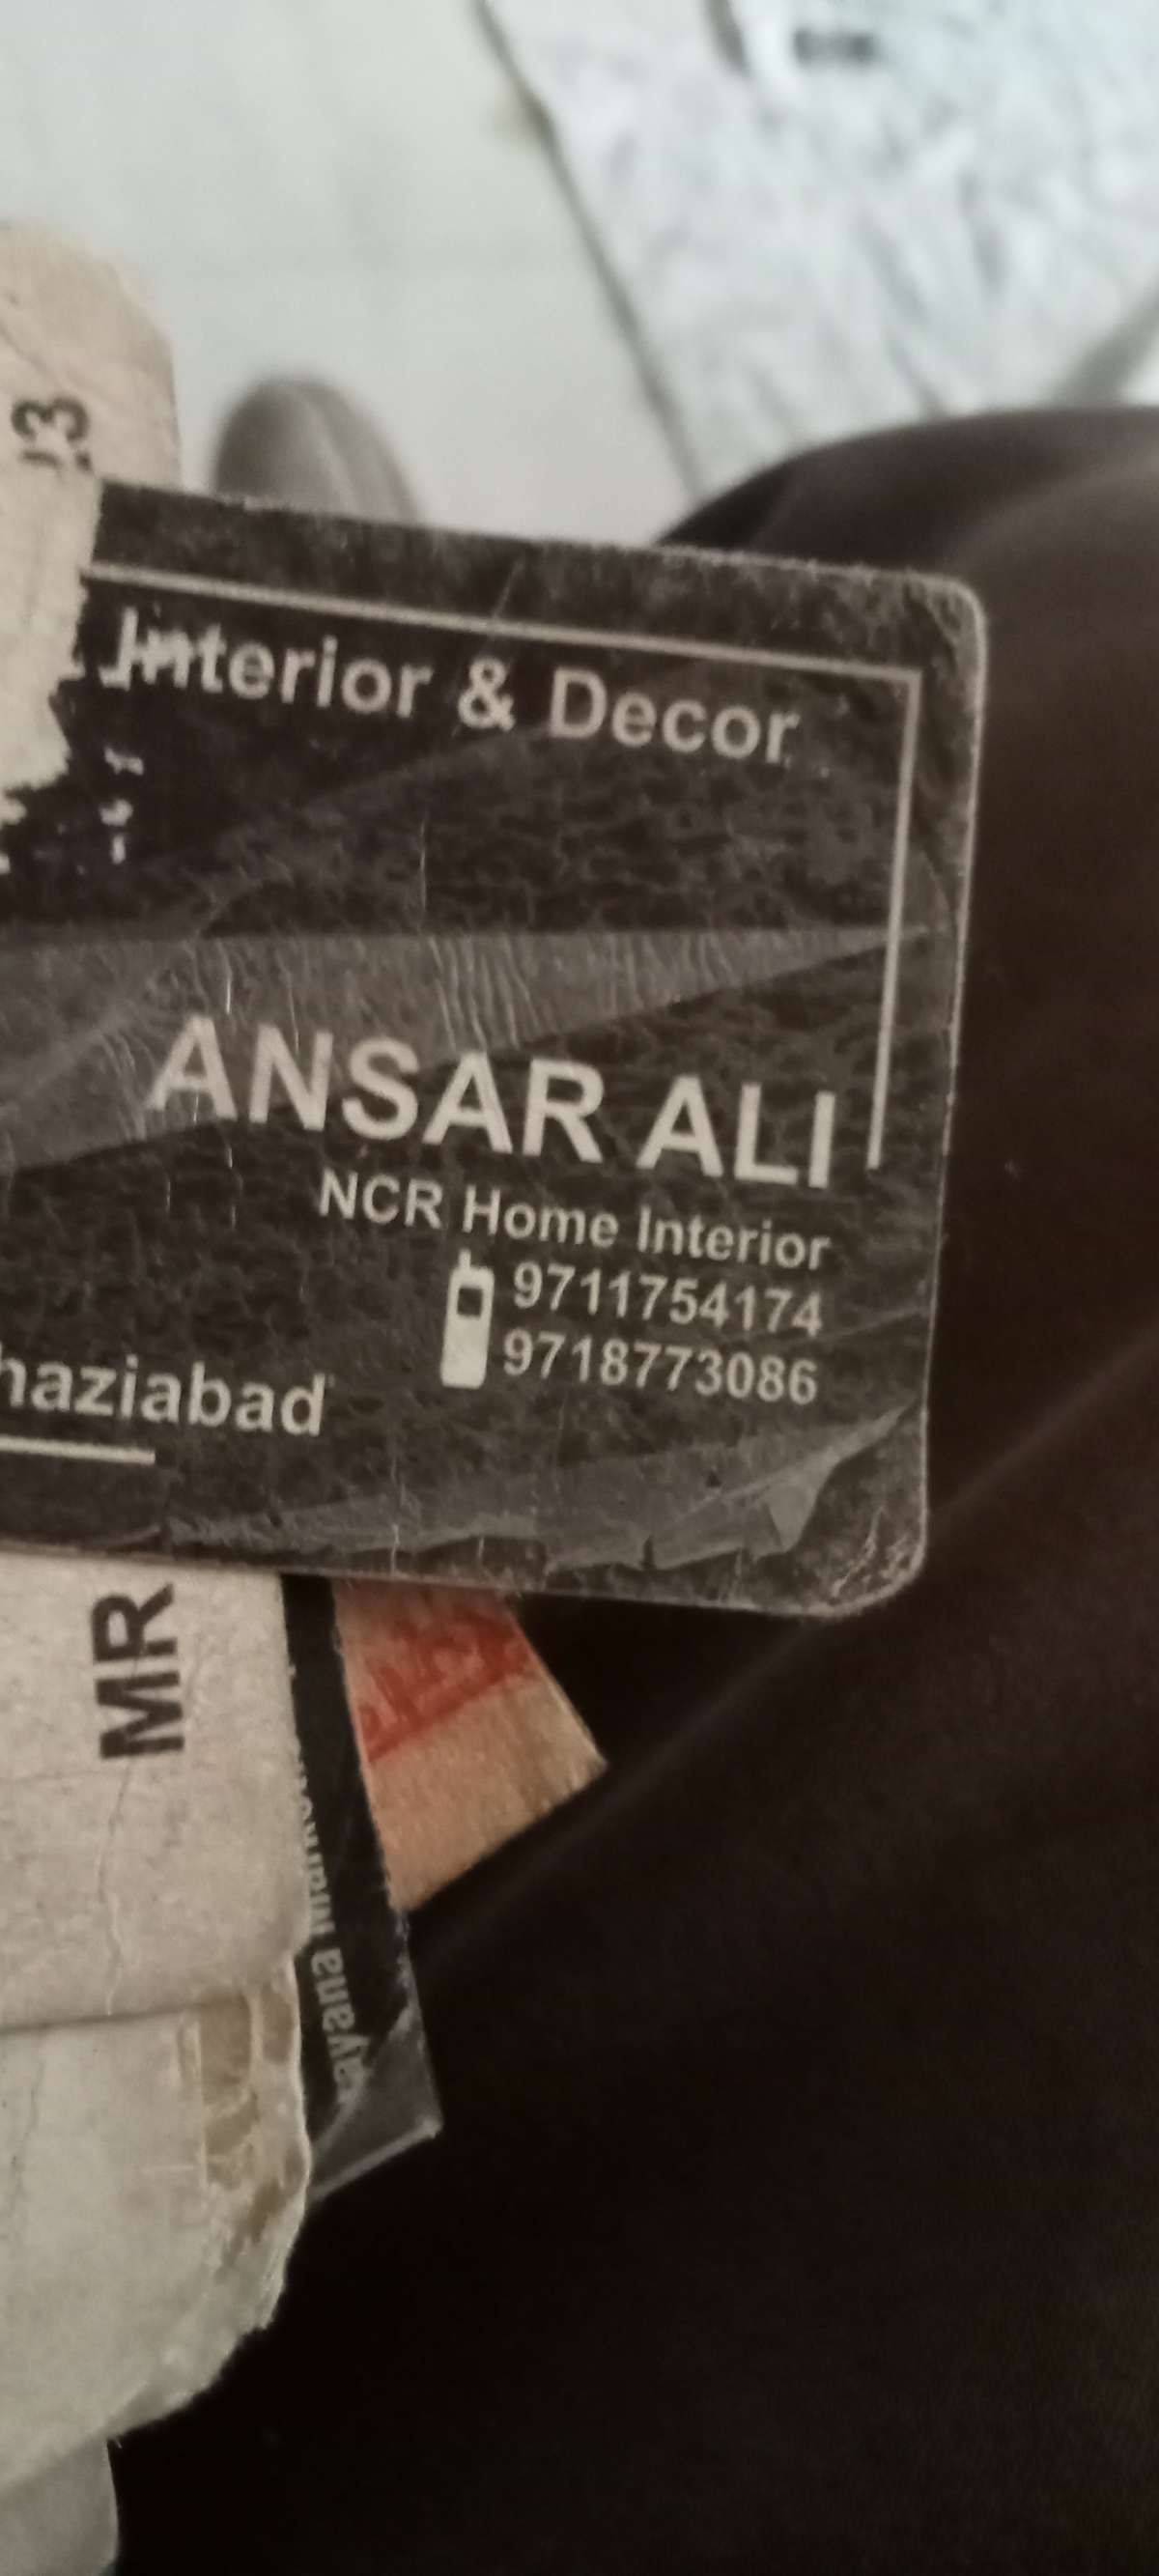 Interior & Decor
ANSAR ALI
NCR Home Interior
9711754174
9718773086
haziabad
MR